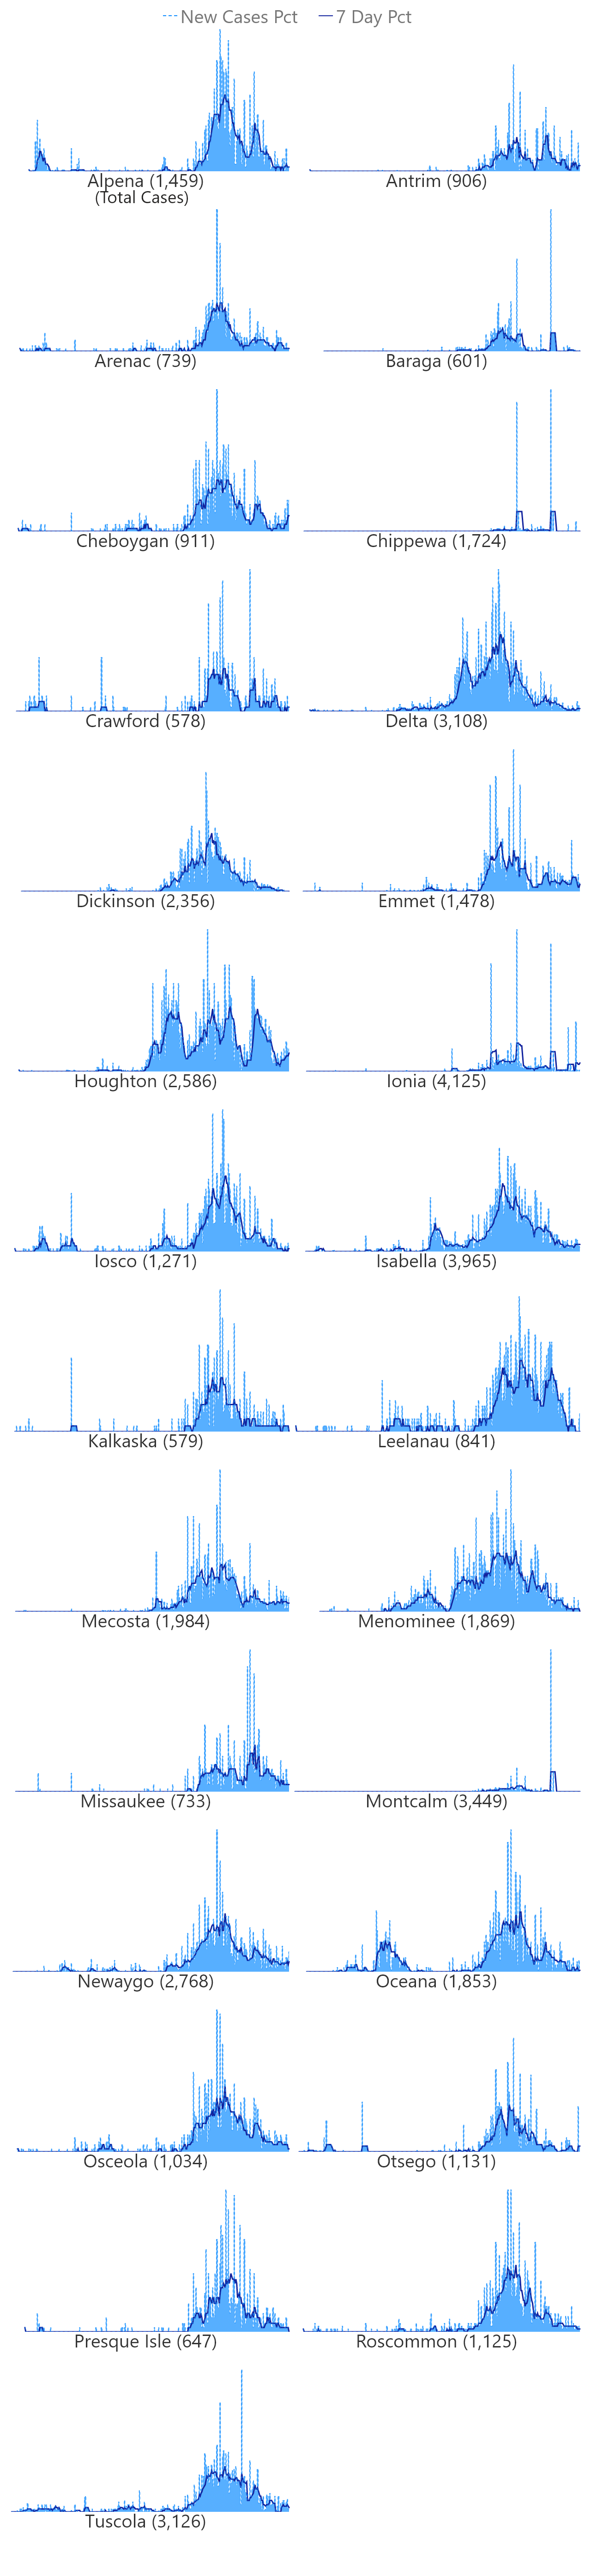 New Cases Pct 7 Day Pct
Alpena (1,459) Antrim (906)
(Total Cases)
Arenac (739) Baraga (601)
Cheboygan (911) Chippewa (1,724)
Crawford (578) Delta (3,108)
Dickinson (2,356) Emmet (1,478)
Houghton (2,586) Ionia (4,125)
Iosco (1,271) Isabella (3,965)
Kalkaska (579) Leelanau (841)
Mecosta (1,984) Menominee (1,869)
Missaukee (733) Montcalm (3,449)
Newaygo (2,768) Oceana (1,853)
Osceola (1,034) Otsego (1,131)
Presque Isle (647) Roscommon (1,125)
Tuscola (3,126)